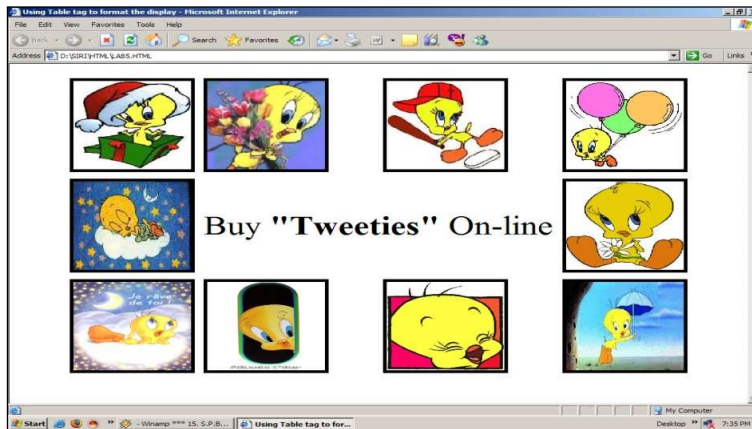 Using Table tag to format the display - Microsoft Internet Explorer
File Edit View Favorites Tools Help
Back Search Favorites
Address D:\SIRI\HTML\LAB5.HTML Go Links »
Buy "Tweeties" On-line
Je rêve
de toi !
My Computer
Start » - Winamp *** 15. S.P.B... Using Table tag to for... Desktop » 7:35 PM